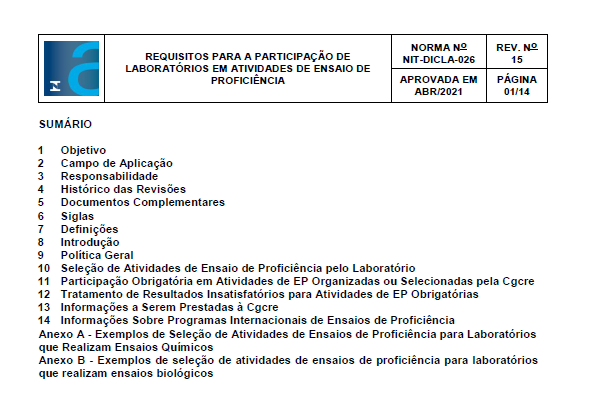 REQUISITOS PARA A PARTICIPAÇÃO DE
LABORATÓRIOS EM ATIVIDADES DE ENSAIO DE
PROFICIÊNCIA
NORMA Nº
NIT-DICLA-026
REV. Nº
15
APROVADA EM
ABR/2021
PÁGINA
01/14
SUMÁRIO
1 Objetivo
2 Campo de Aplicação
3 Responsabilidade
4 Histórico das Revisões
5 Documentos Complementares
6 Siglas
7 Definições
8 Introdução
9 Política Geral
10 Seleção de Atividades de Ensaio de Proficiência pelo Laboratório
11 Participação Obrigatória em Atividades de EP Organizadas ou Selecionadas pela Cgcre
12 Tratamento de Resultados Insatisfatórios para Atividades de EP Obrigatórias
13 Informações a Serem Prestadas à Cgcre
14 Informações Sobre Programas Internacionais de Ensaios de Proficiência
Anexo A - Exemplos de Seleção de Atividades de Ensaios de Proficiência para Laboratórios
que Realizam Ensaios Químicos
Anexo B - Exemplos de seleção de atividades de ensaios de proficiência para laboratórios
que realizam ensaios biológicos